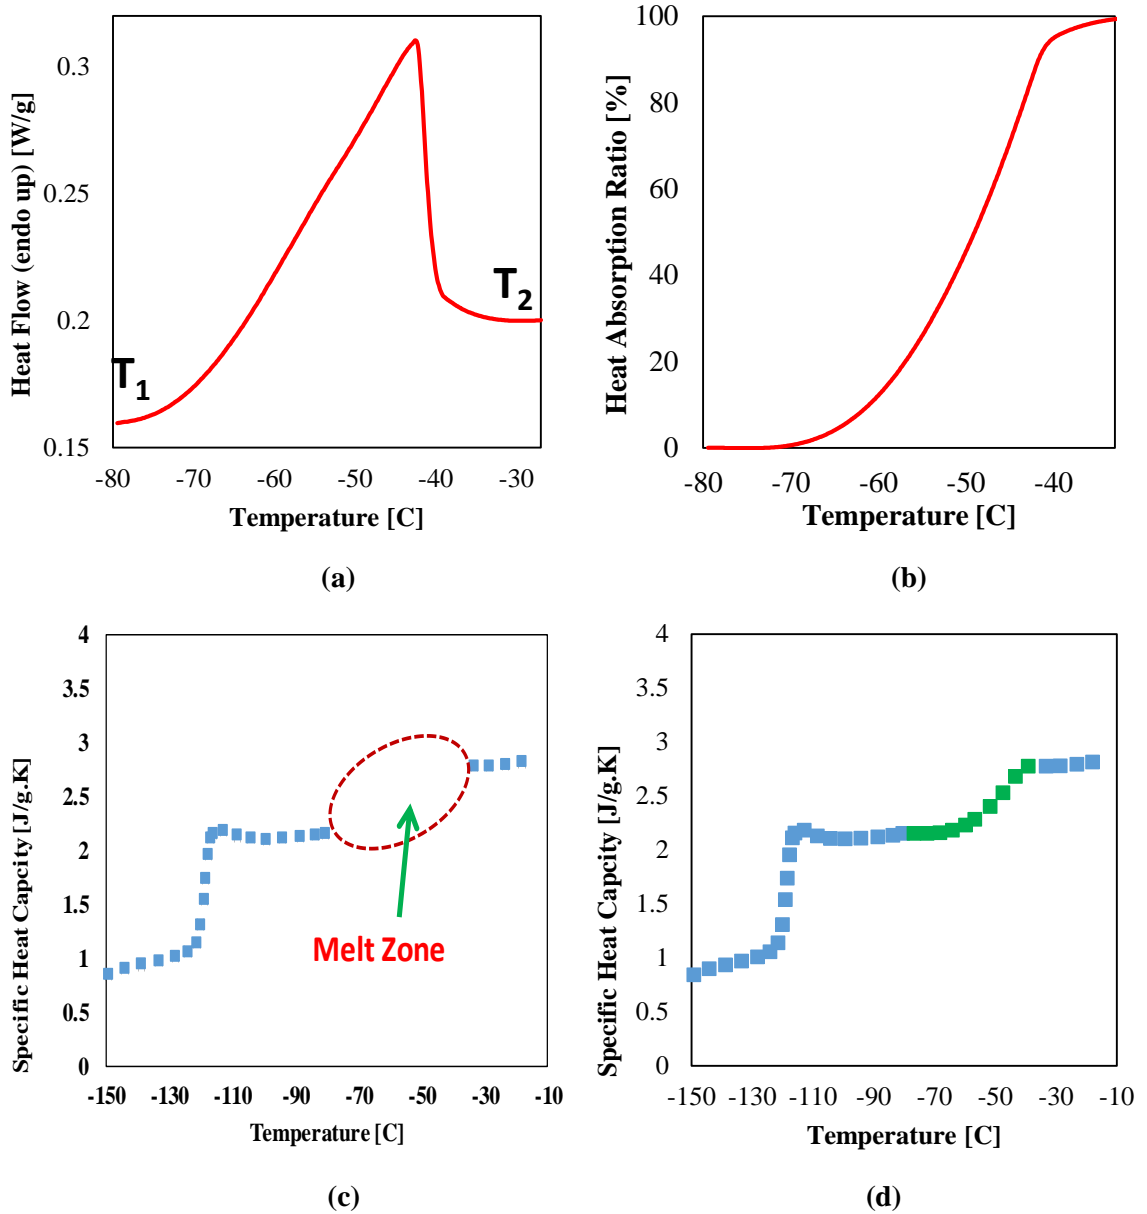 Heat Flow (endo up) [W/g]
0.3
0.25
0.2
0.15
T1
T2
-80 -70 -60 -50 -40 -30
Temperature [C]
(a)
Heat Absorption Ratio [%]
100
80
60
40
20
0
-80 -70 -60 -50 -40
Temperature [C]
(b)
Specific Heat Capcity [J/g.K]
4
3.5
3
2.5
2
1.5
1
0.5
0
Melt Zone
-150 -130 -110 -90 -70 -50 -30 -10
Temperature [C]
(c)
Specific Heat Capcity [J/g.K]
4
3.5
3
2.5
2
1.5
1
0.5
0
-150 -130 -110 -90 -70 -50 -30 -10
Temperature [C]
(d)